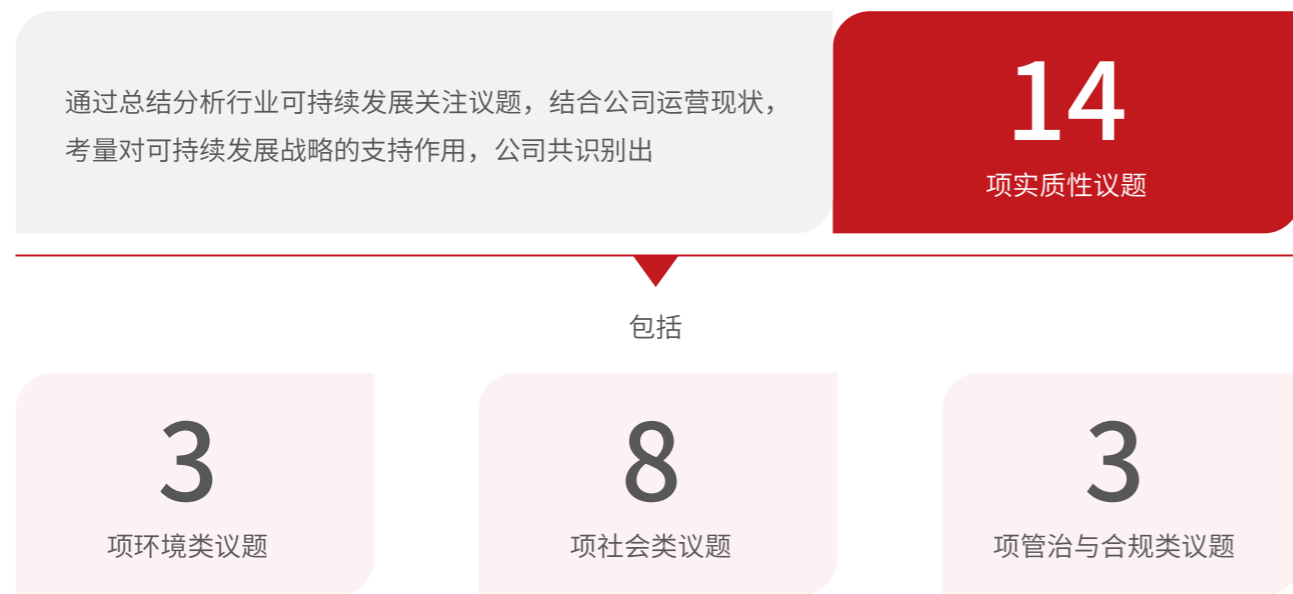 通过总结分析行业可持续发展关注议题，结合公司运营现状，
考量对可持续发展战略的支持作用，公司共识别出
14
项实质性议题
包括
3
项环境类议题
8
项社会类议题
3
项管治与合规类议题